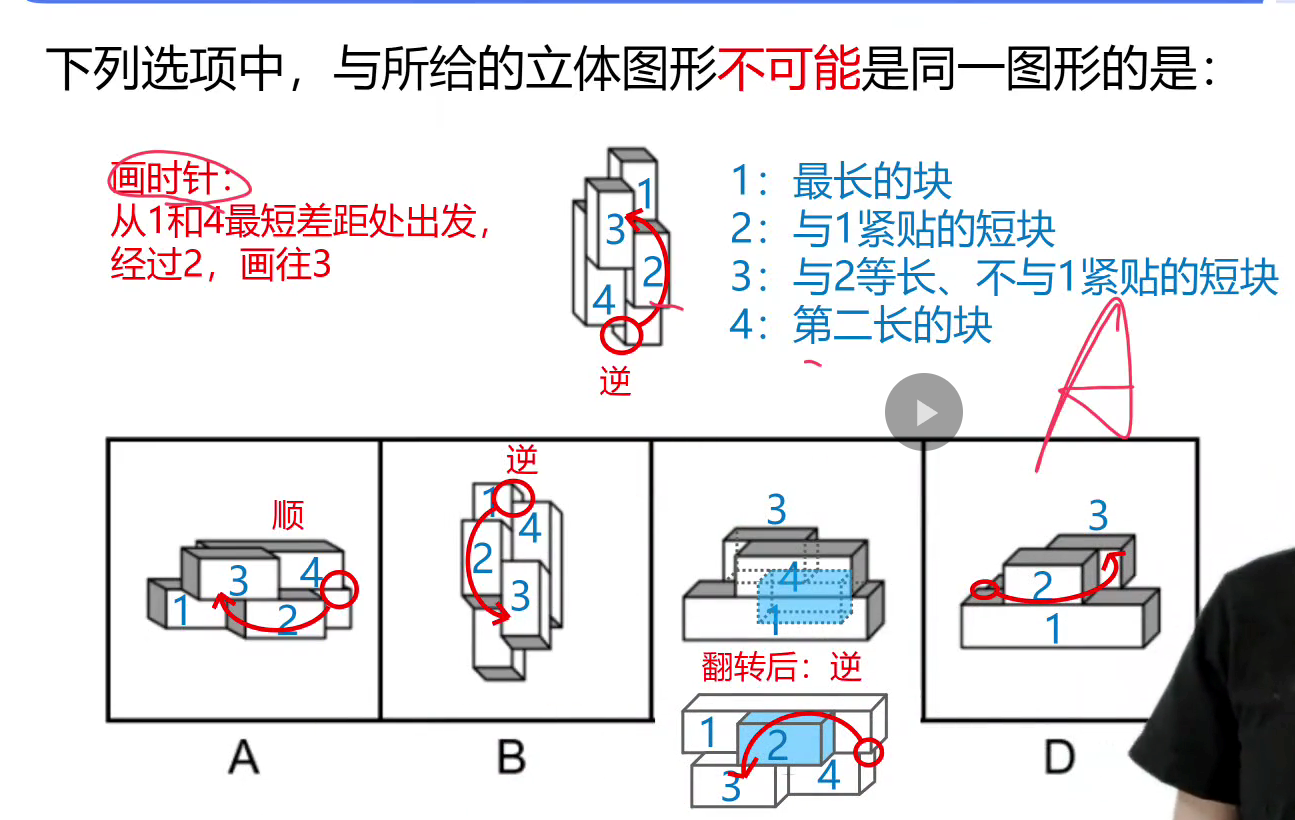 下列选项中，与所给的立体图形不可能是同一图形的是：
画时针：
从1和4最短差距处出发，
经过2，画往3
1
3
2
4
逆
1：最长的块
2：与1紧贴的短块
3：与2等长、不与1紧贴的短块
4：第二长的块
A
顺
3
4
1
2
逆
1
4
2
3
3
4
1
翻转后：逆
1
2
3
4
3
2
1
A
B
D